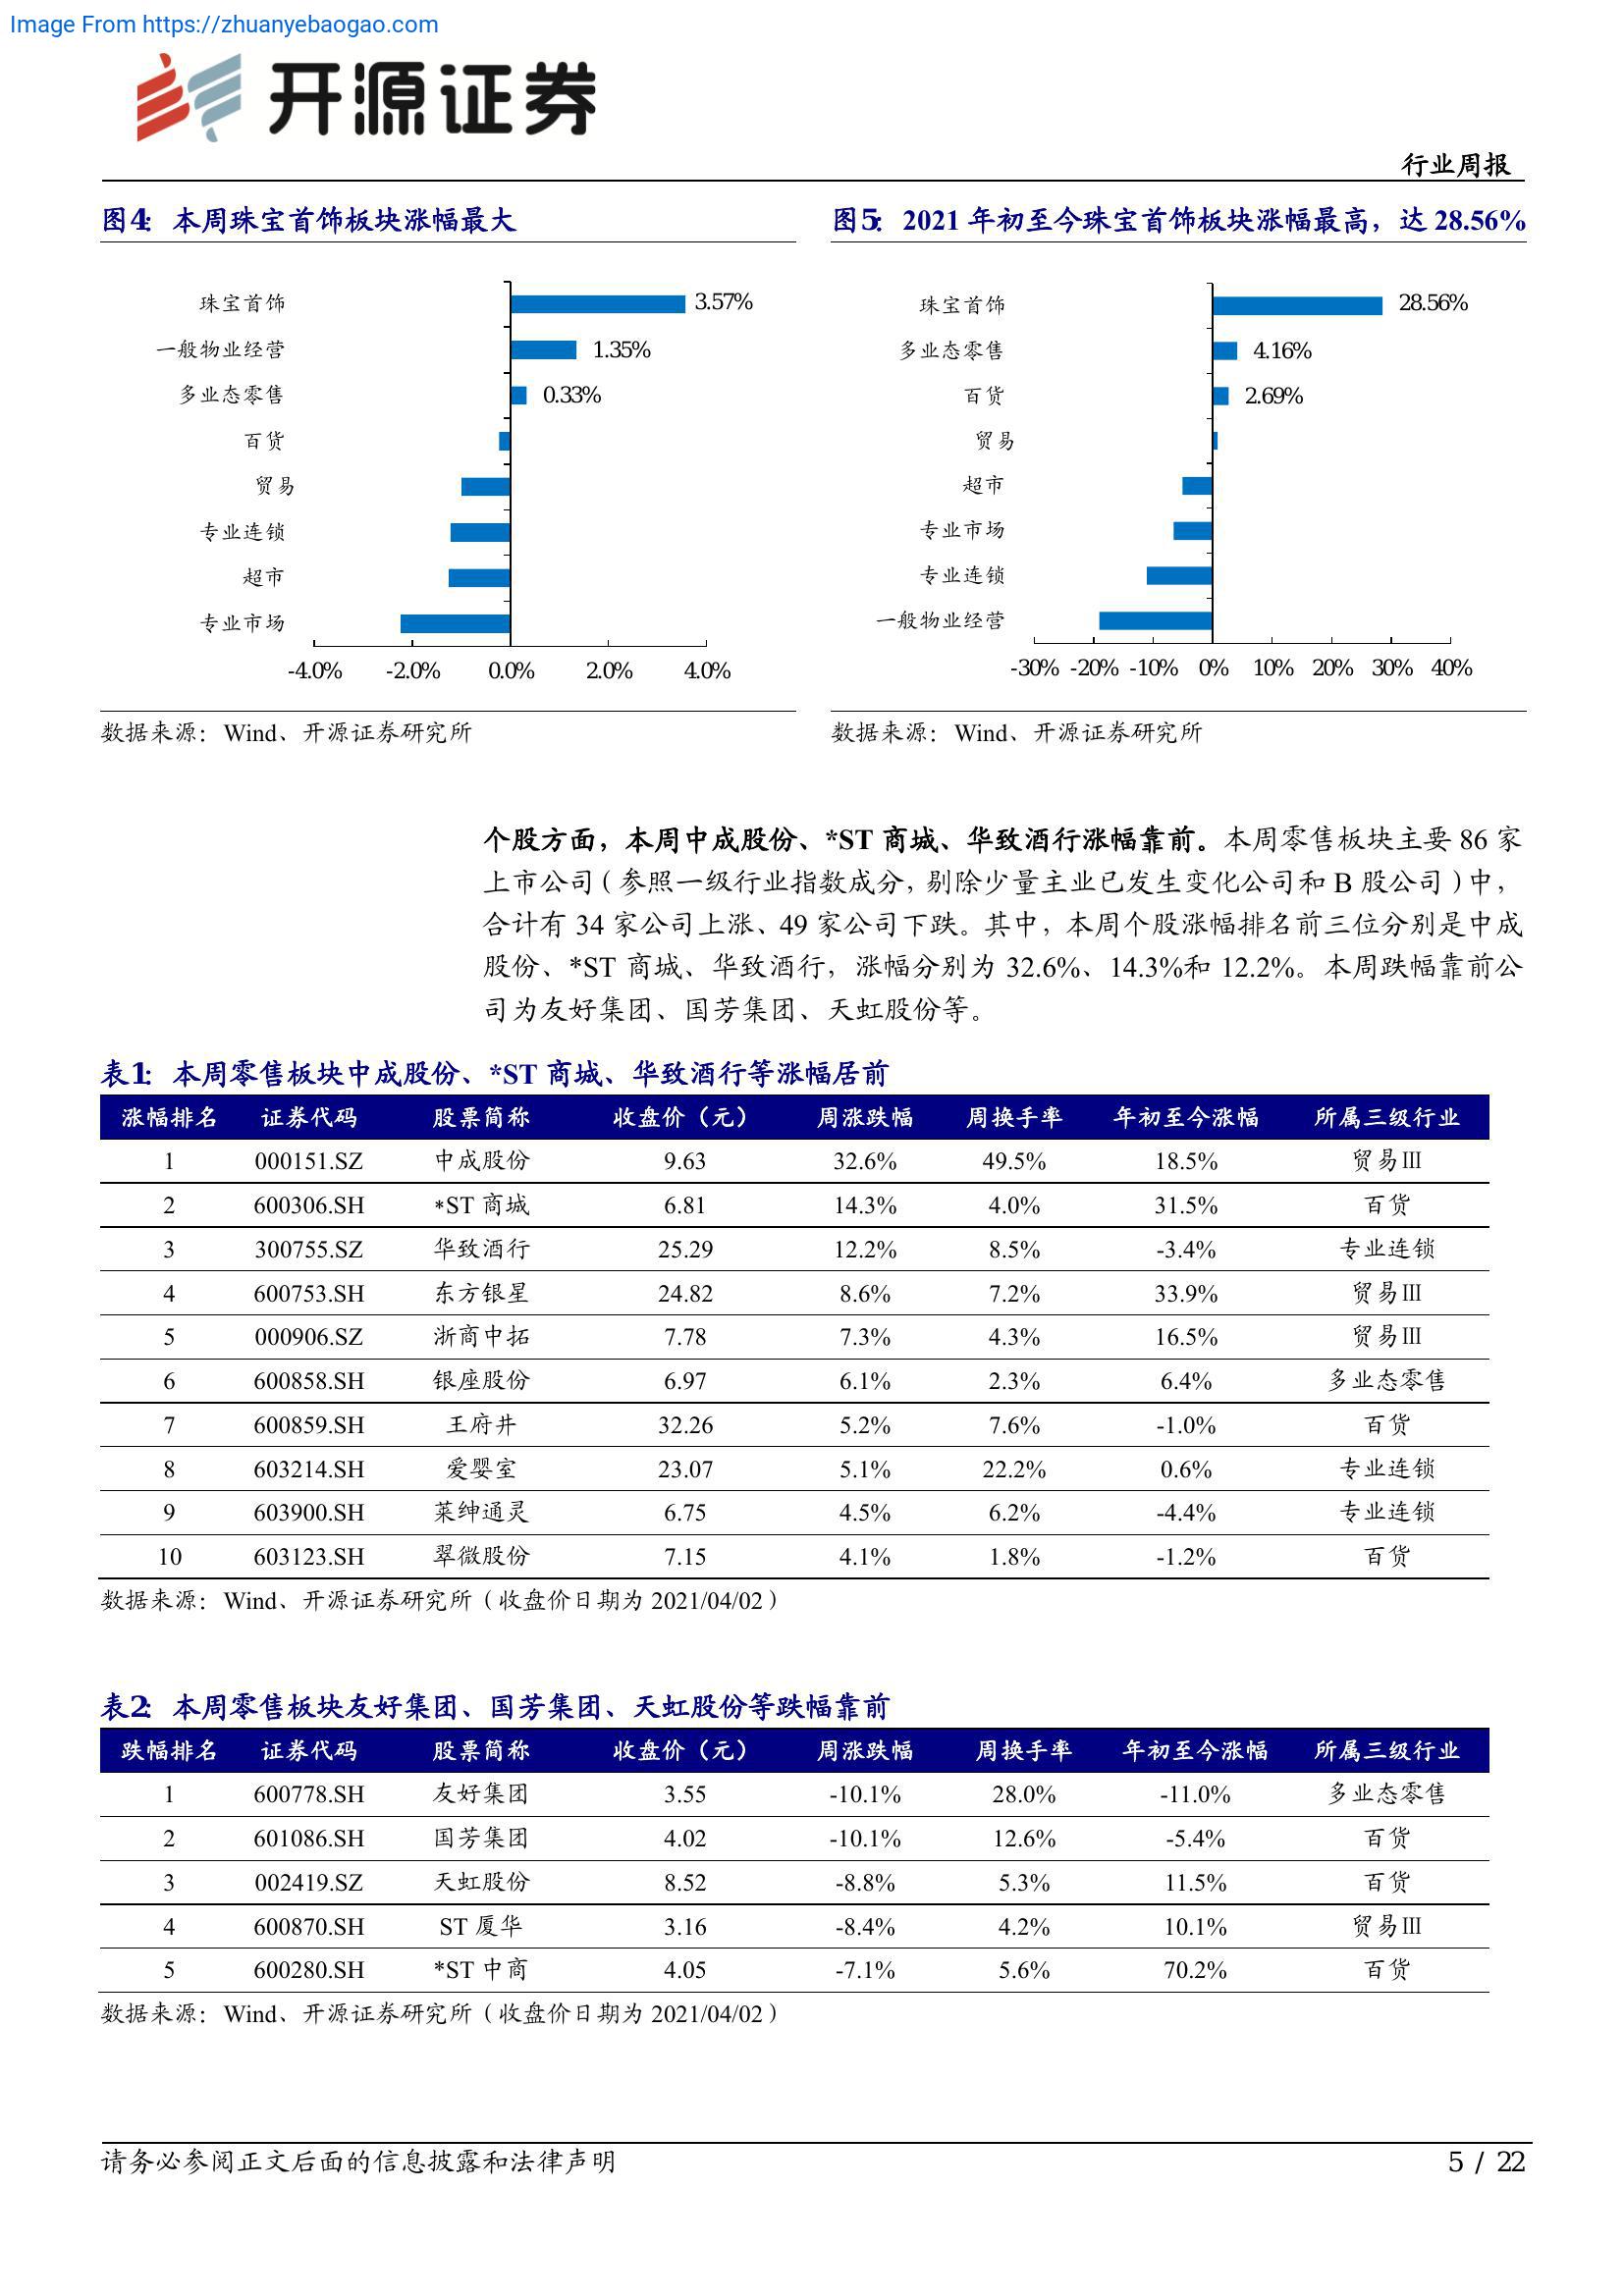 Image From https://zhuanyebaogao.com
开源证券
行业周报
图4： 本周珠宝首饰板块涨幅最大
珠宝首饰 3.57%
一般物业经营 1.35%
多业态零售 0.33%
百货
贸易
专业连锁
超市
专业市场
-4.0% -2.0% 0.0% 2.0% 4.0%
数据来源：Wind、开源证券研究所
图5： 2021 年初至今珠宝首饰板块涨幅最高，达 28.56%
珠宝首饰 28.56%
多业态零售 4.16%
百货 2.69%
贸易
超市
专业市场
专业连锁
一般物业经营
-30% -20% -10% 0% 10% 20% 30% 40%
数据来源：Wind、开源证券研究所
个股方面，本周中成股份、*ST 商城、华致酒行涨幅靠前。本周零售板块主要 86 家
上市公司（参照一级行业指数成分，剔除少量主业已发生变化公司和 B 股公司）中，
合计有 34 家公司上涨、49 家公司下跌。其中，本周个股涨幅排名前三位分别是中成
股份、*ST 商城、华致酒行，涨幅分别为 32.6%、14.3%和 12.2%。本周跌幅靠前公
司为友好集团、国芳集团、天虹股份等。
表1： 本周零售板块中成股份、*ST 商城、华致酒行等涨幅居前
涨幅排名 证券代码 股票简称 收盘价（元） 周涨跌幅 周换手率 年初至今涨幅 所属三级行业
1 000151.SZ 中成股份 9.63 32.6% 49.5% 18.5% 贸易Ⅲ
2 600306.SH *ST 商城 6.81 14.3% 4.0% 31.5% 百货
3 300755.SZ 华致酒行 25.29 12.2% 8.5% -3.4% 专业连锁
4 600753.SH 东方银星 24.82 8.6% 7.2% 33.9% 贸易Ⅲ
5 000906.SZ 浙商中拓 7.78 7.3% 4.3% 16.5% 贸易Ⅲ
6 600858.SH 银座股份 6.97 6.1% 2.3% 6.4% 多业态零售
7 600859.SH 王府井 32.26 5.2% 7.6% -1.0% 百货
8 603214.SH 爱婴室 23.07 5.1% 22.2% 0.6% 专业连锁
9 603900.SH 莱绅通灵 6.75 4.5% 6.2% -4.4% 专业连锁
10 603123.SH 翠微股份 7.15 4.1% 1.8% -1.2% 百货
数据来源：Wind、开源证券研究所（收盘价日期为 2021/04/02）
表2： 本周零售板块友好集团、国芳集团、天虹股份等跌幅靠前
跌幅排名 证券代码 股票简称 收盘价（元） 周涨跌幅 周换手率 年初至今涨幅 所属三级行业
1 600778.SH 友好集团 3.55 -10.1% 28.0% -11.0% 多业态零售
2 601086.SH 国芳集团 4.02 -10.1% 12.6% -5.4% 百货
3 002419.SZ 天虹股份 8.52 -8.8% 5.3% 11.5% 百货
4 600870.SH ST 厦华 3.16 -8.4% 4.2% 10.1% 贸易Ⅲ
5 600280.SH *ST 中商 4.05 -7.1% 5.6% 70.2% 百货
数据来源：Wind、开源证券研究所（收盘价日期为 2021/04/02）
请务必参阅正文后面的信息披露和法律声明
5 / 22